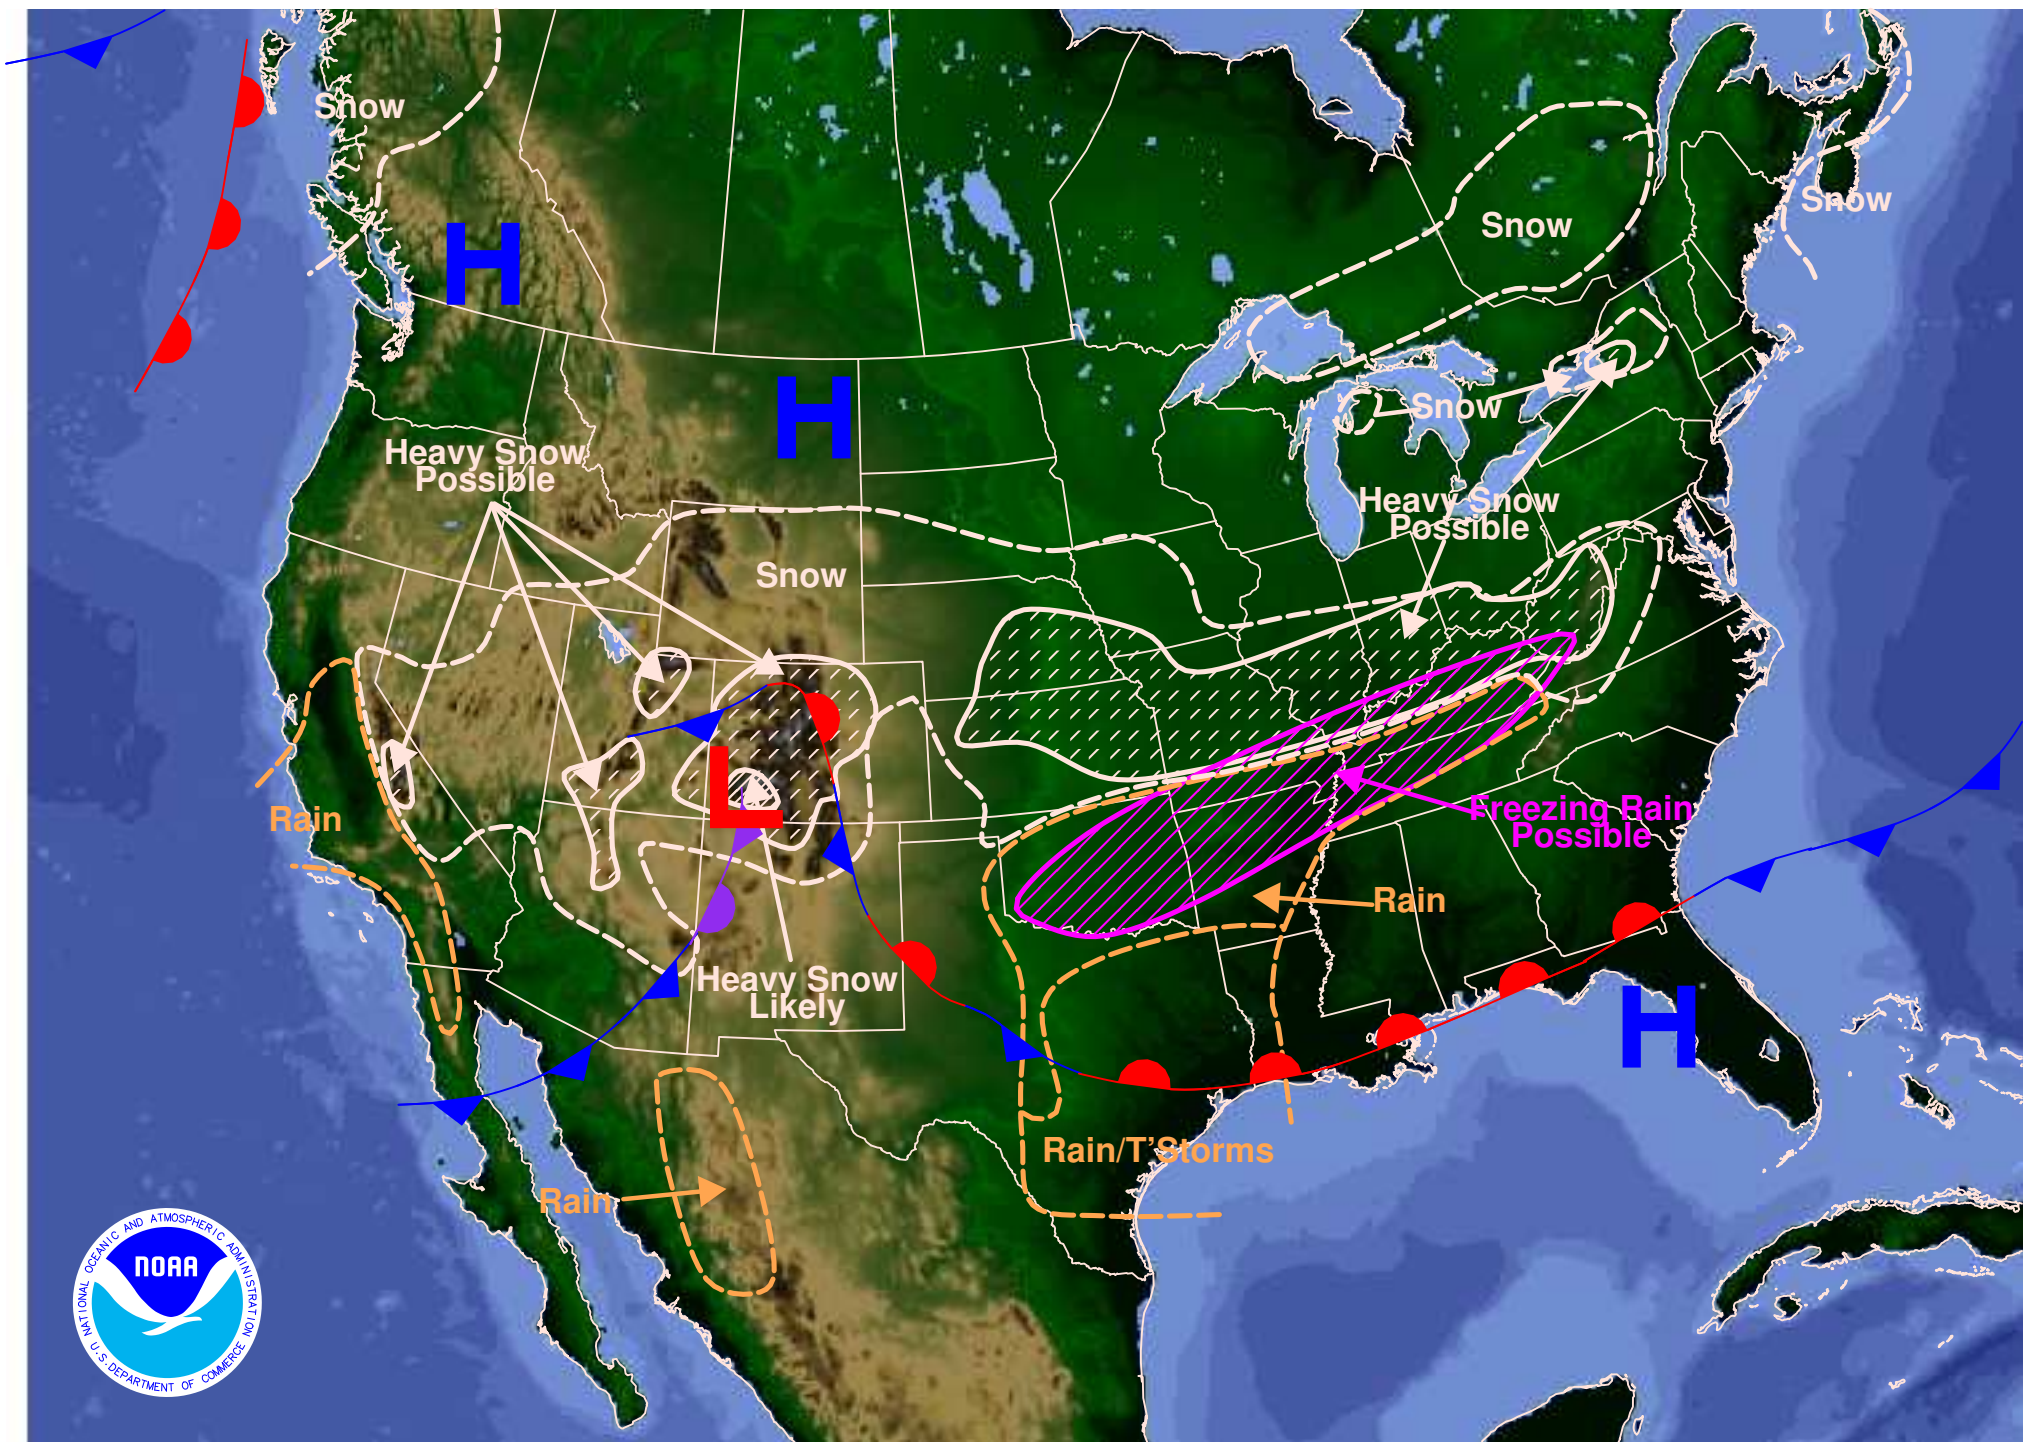 Snow
Snow
Snow
H
H
Snow
Heavy Snow
Possible
Heavy Snow
Possible
Snow
L
Rain
Freezing Rain
Possible
Rain
Heavy Snow
Likely
H
Rain/T'Storms
Rain
NATIONAL OCEANIC AND ATMOSPHERIC ADMINISTRATION
NOAA
U.S. DEPARTMENT OF COMMERCE